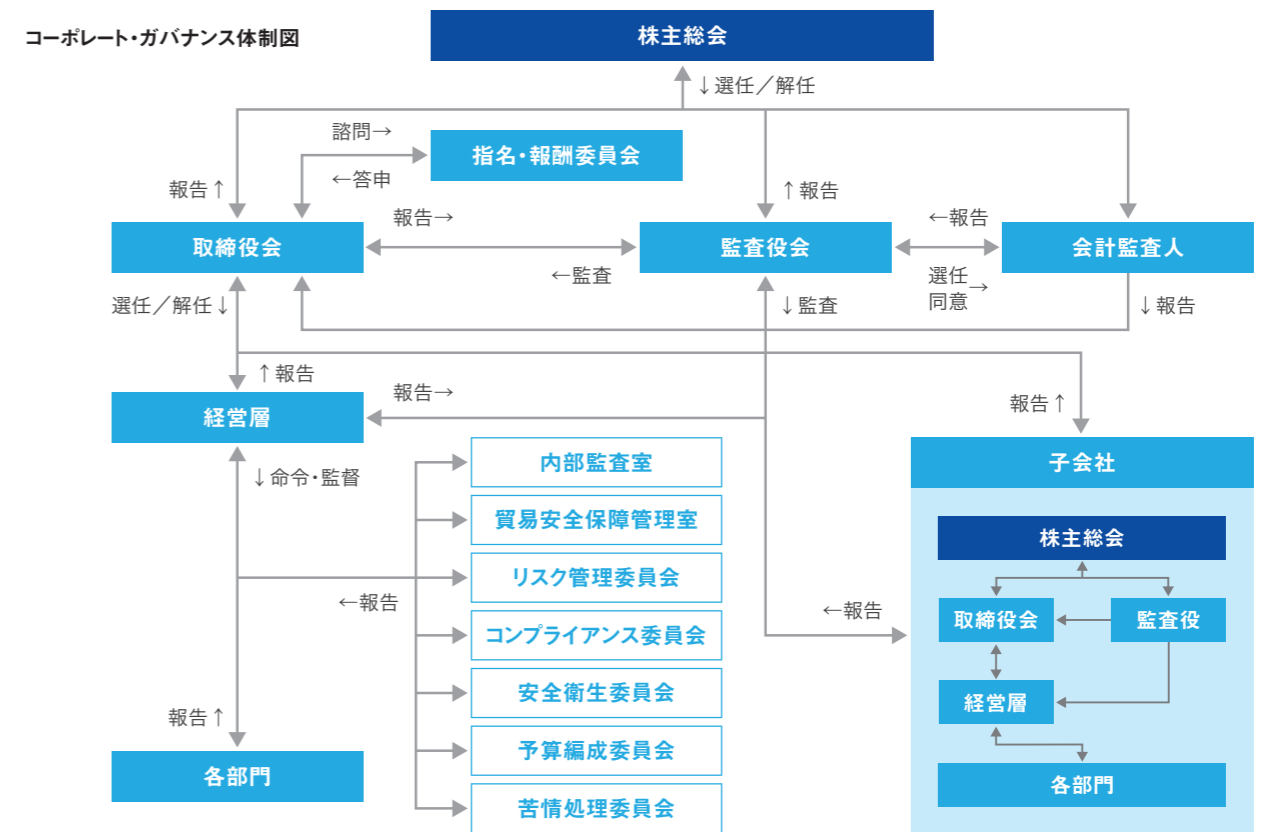 コーポレート・ガバナンス体制図
株主総会
↓選任／解任
諮問→
指名・報酬委員会
←答申
報告↑
↑報告
報告→
←報告
取締役会
監査役会
会計監査人
←監査
選任
同意→
選任／解任↓
↓監査
↓報告
↑報告
報告→
報告↑
経営層
子会社
内部監査室
↓命令・監督
貿易安全保障管理室
株主総会
リスク管理委員会
←報告
←報告
取締役会
監査役
コンプライアンス委員会
安全衛生委員会
経営層
報告↑
予算編成委員会
各部門
各部門
苦情処理委員会